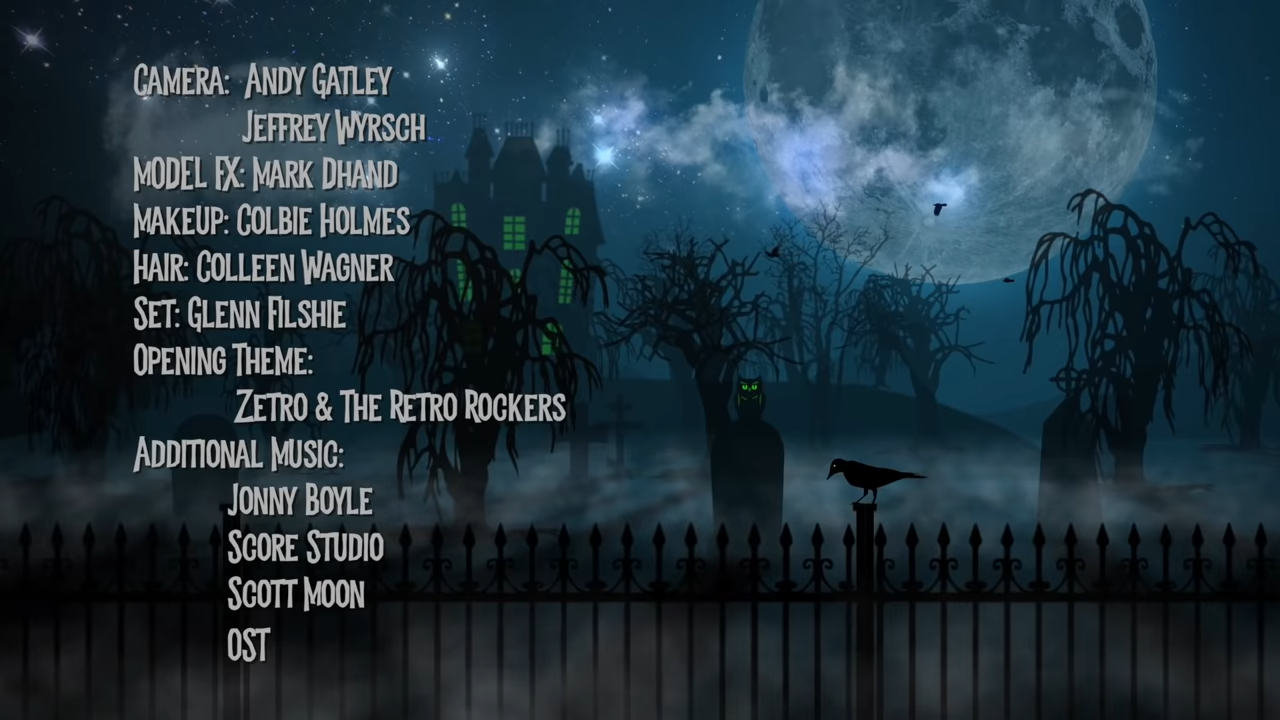 Camera: Andy Gatley
Jeffrey Wyrsch
Model FX: Mark Dhand
Makeup: Colbie Holmes
Hair: Colleen Wagner
Set: Glenn Filshie
Opening Theme:
Zetro & The Retro Rockers
Additional Music:
Jonny Boyle
Score Studio
Scott Moon
OST